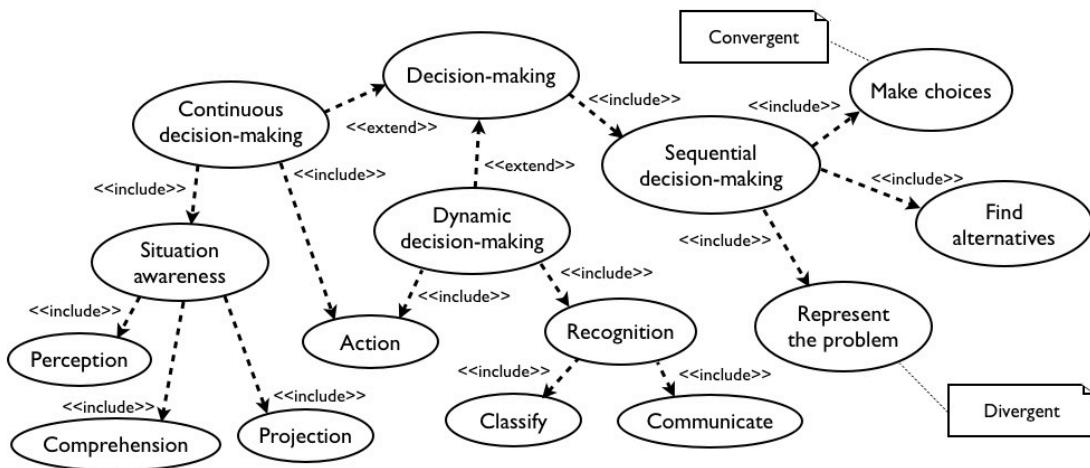 Convergent
Decision-making
Make choices
Continuous
decision-making
<<include>>
<<include>>
<<extend>>
Sequential
decision-making
<<extend>>
<<include>>
<<include>>
<<include>>
Dynamic
decision-making
Find
alternatives
Situation
awareness
<<include>>
<<include>>
<<include>>
<<include>>
Represent
the problem
Perception
Action
Recognition
<<include>>
<<include>>
<<include>>
<<include>>
Comprehension
Projection
Classify
Communicate
Divergent